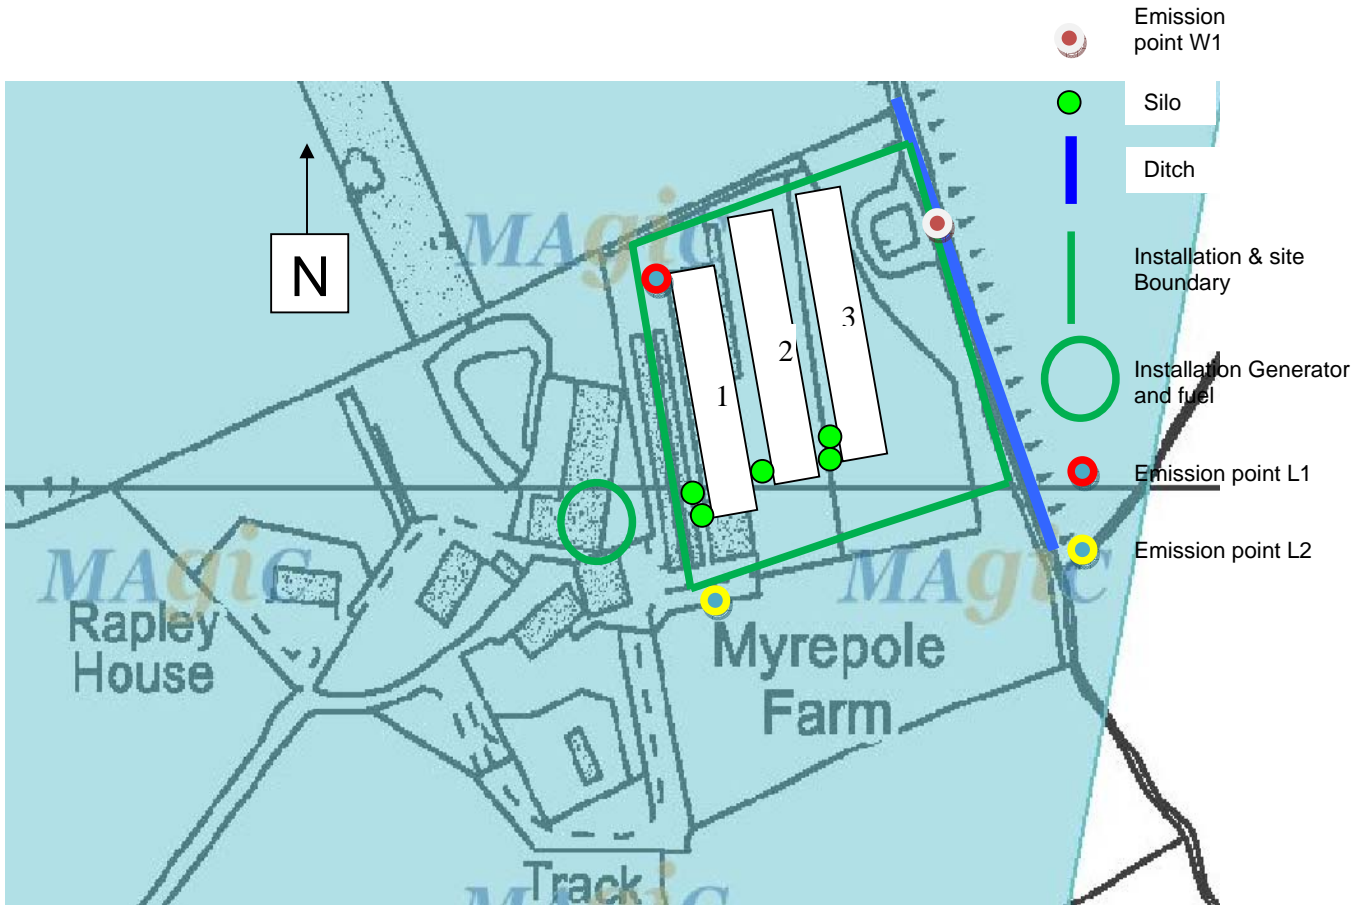 Emission
point W1
Silo
Ditch
Installation & site
Boundary
Installation Generator
and fuel
Emission point L1
Emission point L2
N
MAgiC
1
2
3
MAgiC
MAgiC
Rapley
House
Myrepole
Farm
Track
MAgiC